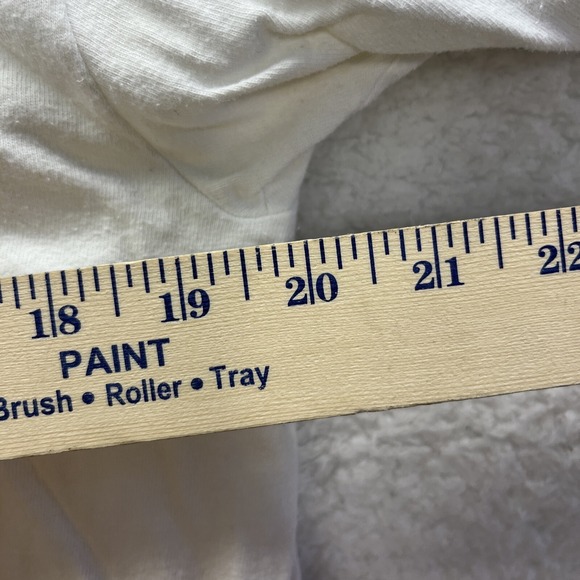 18 19 20 21 22
PAINT
Brush • Roller • Tray